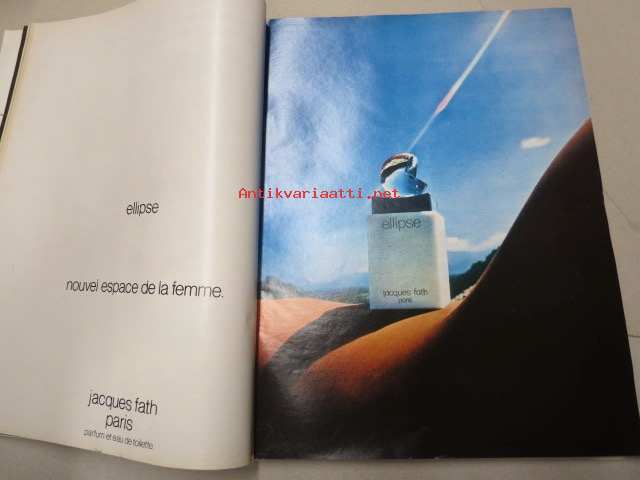 ellipse
nouvel espace de la femme.
jacques fath
paris
parfum et eau de toilette
Antikvariaatti.net
ellipse
jacques fath
paris